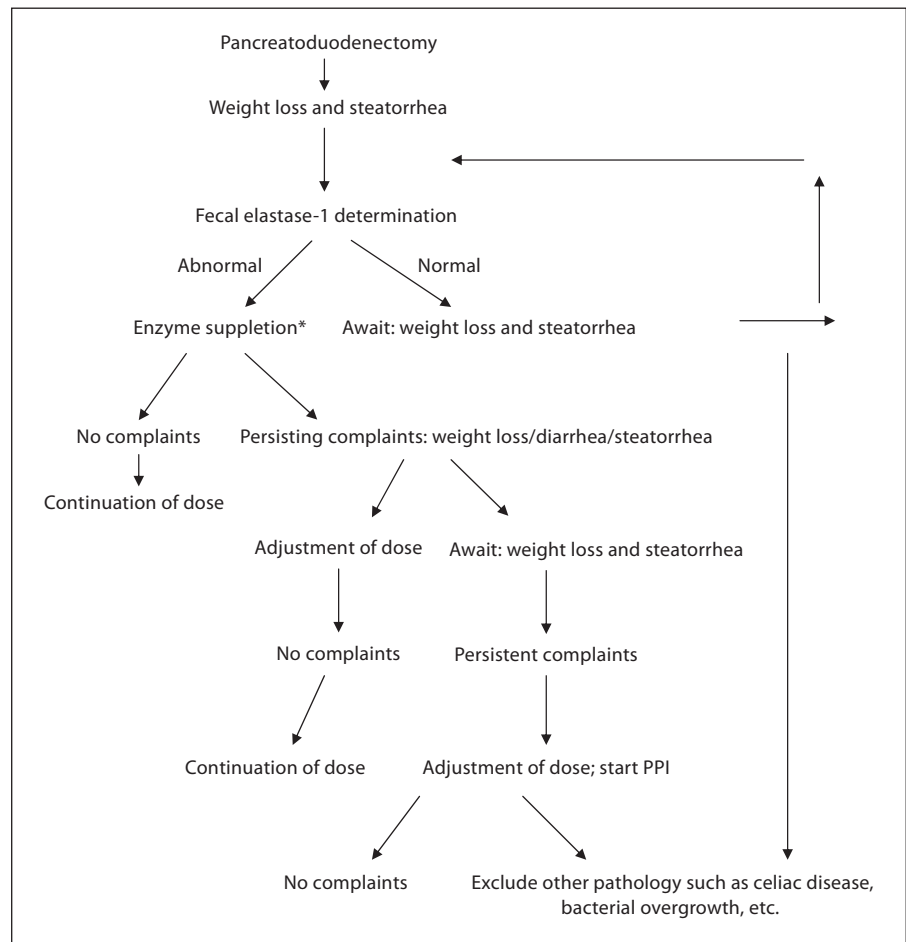 Pancreatoduodenectomy
Weight loss and steatorrhea
Fecal elastase-1 determination
Abnormal
Normal
Enzyme suppletion*
Await: weight loss and steatorrhea
No complaints
Persisting complaints: weight loss/diarrhea/steatorrhea
Continuation of dose
Adjustment of dose
Await: weight loss and steatorrhea
No complaints
Persistent complaints
Continuation of dose
Adjustment of dose; start PPI
No complaints
Exclude other pathology such as celiac disease,
bacterial overgrowth, etc.